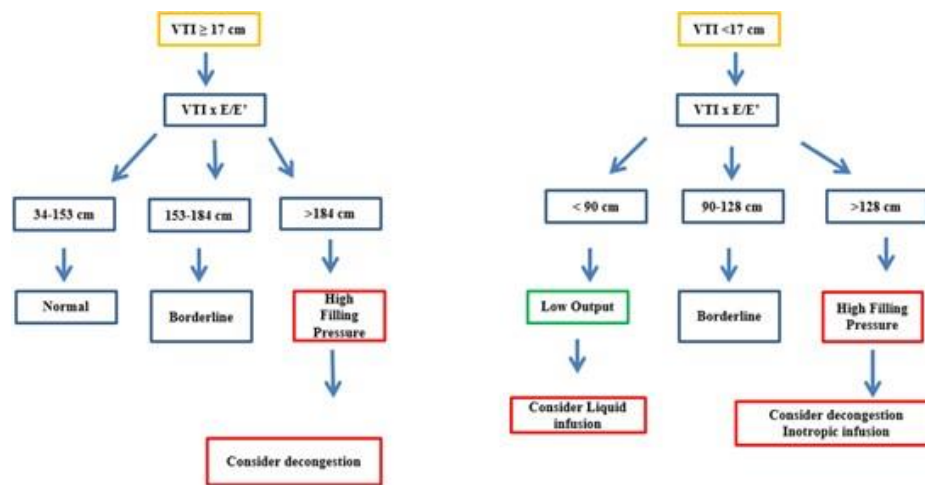 VTI ≥ 17 cm
VTI x E/E'
34-153 cm
153-184 cm
>184 cm
Normal
Borderline
High
Filling
Pressure
Consider decongestion
VTI <17 cm
VTI x E/E'
< 90 cm
90-128 cm
>128 cm
Low Output
Borderline
High Filling
Pressure
Consider Liquid
infusion
Consider decongestion
Inotropic infusion